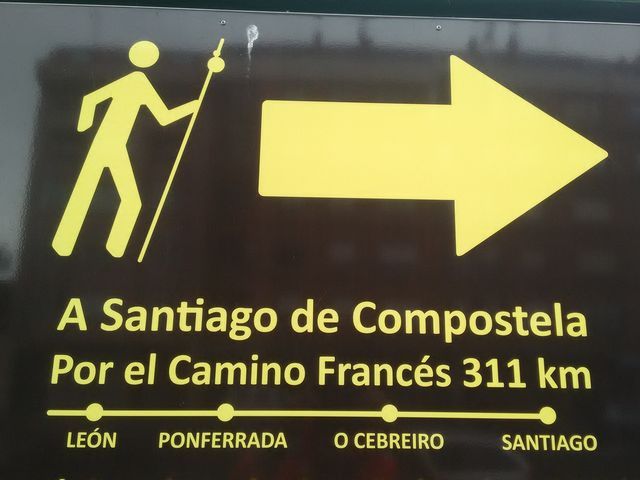 A Santiago de Compostela
Por el Camino Francés 311 km
LEÓN PONFERRADA O CEBREIRO SANTIAGO